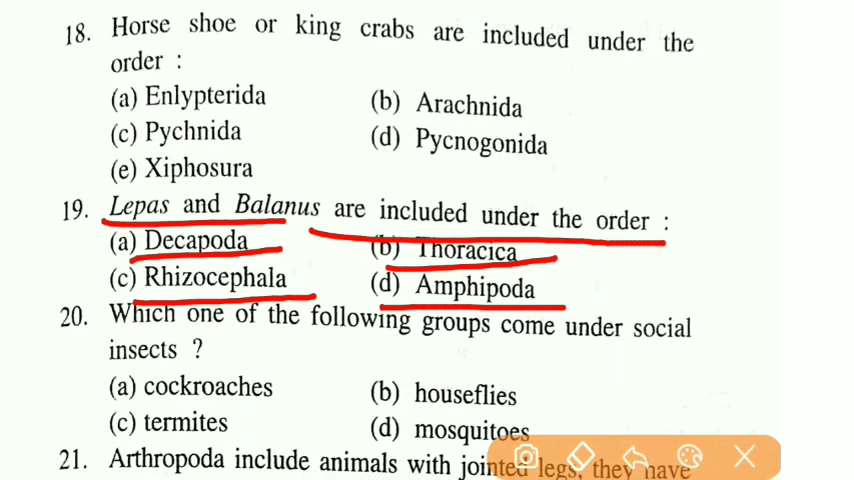 18. Horse shoe or king crabs are included under the
order :
(a) Enlypterida (b) Arachnida
(c) Pychnida (d) Pycnogonida
(e) Xiphosura
19. Lepas and Balanus are included under the order :
(a) Decapoda (b) Thoracica
(c) Rhizocephala (d) Amphipoda
20. Which one of the following groups come under social
insects ?
(a) cockroaches (b) houseflies
(c) termites (d) mosquitoes
21. Arthropoda include animals with jointed legs, they have